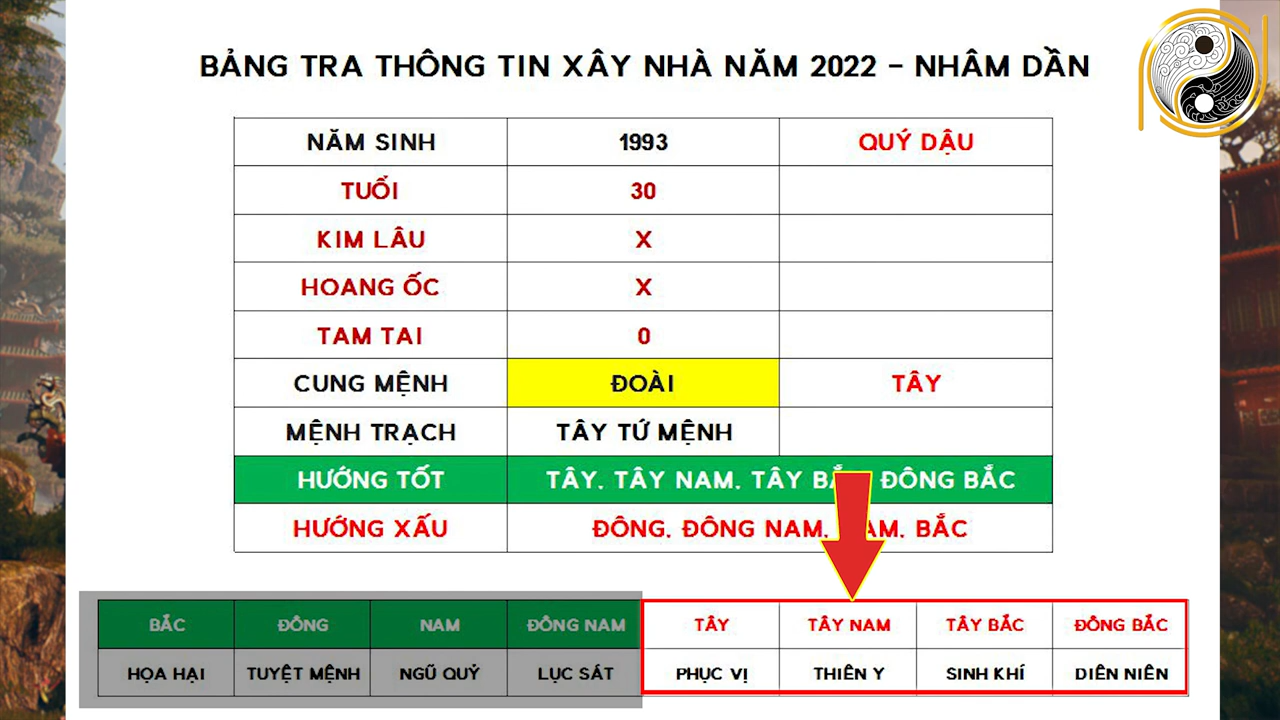 BẢNG TRA THÔNG TIN XÂY NHÀ NĂM 2022 - NHÂM DẦN
NĂM SINH 1993 QUÝ DẬU
TUỔI 30
KIM LÂU X
HOANG ỐC X
TAM TAI 0
CUNG MỆNH ĐOÀI TÂY
MỆNH TRẠCH TÂY TỨ MỆNH
HƯỚNG TỐT TÂY, TÂY NAM, TÂY ĐÔNG BẮC
HƯỚNG XẤU ĐÔNG, ĐÔNG NAM, BẮC
BẮC ĐÔNG NAM ĐÔNG NAM TÂY TÂY NAM TÂY BẮC ĐÔNG BẮC
HỌA HẠI TUYỆT MỆNH NGŨ QUỶ LỤC SÁT PHỤC VỊ THIÊN Y SINH KHÍ DIÊN NIÊN